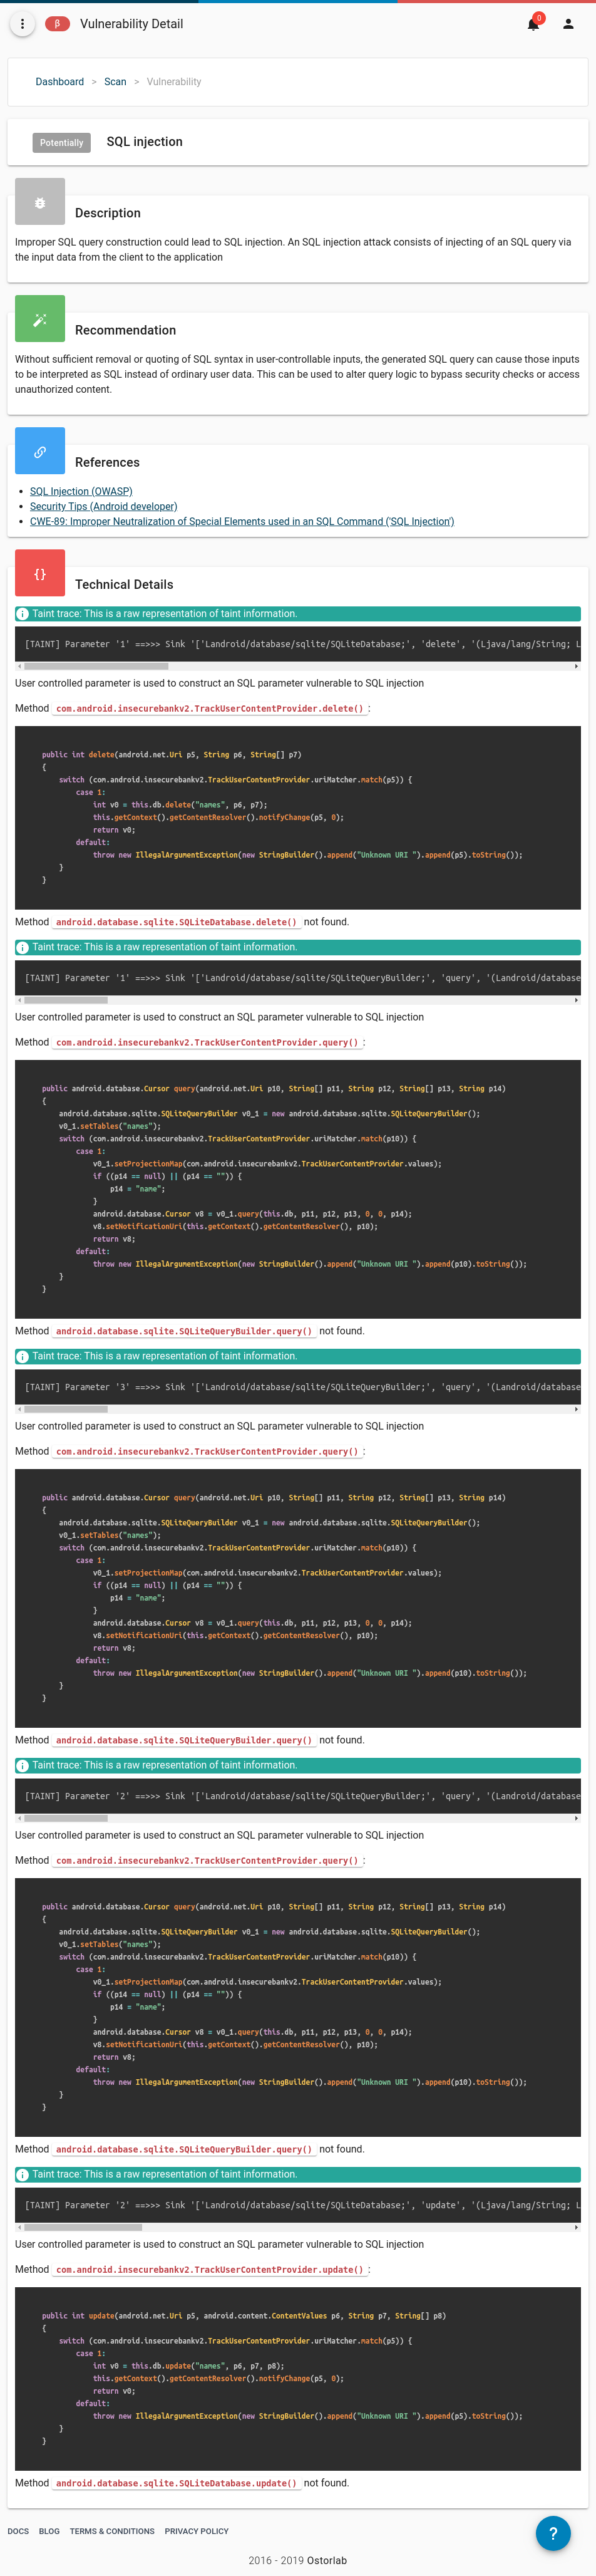 β Vulnerability Detail 0
Dashboard > Scan > Vulnerability
Potentially SQL injection
Description
Improper SQL query construction could lead to SQL injection. An SQL injection attack consists of injecting of an SQL query via
the input data from the client to the application
Recommendation
Without sufficient removal or quoting of SQL syntax in user-controllable inputs, the generated SQL query can cause those inputs
to be interpreted as SQL instead of ordinary user data. This can be used to alter query logic to bypass security checks or access
unauthorized content.
References
SQL Injection (OWASP)
Security Tips (Android developer)
CWE-89: Improper Neutralization of Special Elements used in an SQL Command ('SQL Injection')
{} Technical Details
Taint trace: This is a raw representation of taint information.
[TAINT] Parameter '1' ==>>> Sink '['Landroid/database/sqlite/SQLiteDatabase;', 'delete', '(Ljava/lang/String; L
User controlled parameter is used to construct an SQL parameter vulnerable to SQL injection
Method com.android.insecurebankv2.TrackUserContentProvider.delete() :
public int delete(android.net.Uri p5, String p6, String[] p7)
{
switch (com.android.insecurebankv2.TrackUserContentProvider.uriMatcher.match(p5)) {
case 1:
int v0 = this.db.delete("names", p6, p7);
this.getContext().getContentResolver().notifyChange(p5, 0);
return v0;
default:
throw new IllegalArgumentException(new StringBuilder().append("Unknown URI ").append(p5).toString());
}
}
Method android.database.sqlite.SQLiteDatabase.delete() not found.
Taint trace: This is a raw representation of taint information.
[TAINT] Parameter '1' ==>>> Sink '['Landroid/database/sqlite/SQLiteQueryBuilder;', 'query', '(Landroid/database
User controlled parameter is used to construct an SQL parameter vulnerable to SQL injection
Method com.android.insecurebankv2.TrackUserContentProvider.query() :
public android.database.Cursor query(android.net.Uri p10, String[] p11, String p12, String[] p13, String p14)
{
android.database.sqlite.SQLiteQueryBuilder v0_1 = new android.database.sqlite.SQLiteQueryBuilder();
v0_1.setTables("names");
switch (com.android.insecurebankv2.TrackUserContentProvider.uriMatcher.match(p10)) {
case 1:
v0_1.setProjectionMap(com.android.insecurebankv2.TrackUserContentProvider.values);
if ((p14 == null) || (p14 == "")) {
p14 = "name";
}
android.database.Cursor v8 = v0_1.query(this.db, p11, p12, p13, 0, 0, p14);
v8.setNotificationUri(this.getContext().getContentResolver(), p10);
return v8;
default:
throw new IllegalArgumentException(new StringBuilder().append("Unknown URI ").append(p10).toString());
}
}
Method android.database.sqlite.SQLiteQueryBuilder.query() not found.
Taint trace: This is a raw representation of taint information.
[TAINT] Parameter '3' ==>>> Sink '['Landroid/database/sqlite/SQLiteQueryBuilder;', 'query', '(Landroid/database
User controlled parameter is used to construct an SQL parameter vulnerable to SQL injection
Method com.android.insecurebankv2.TrackUserContentProvider.query() :
public android.database.Cursor query(android.net.Uri p10, String[] p11, String p12, String[] p13, String p14)
{
android.database.sqlite.SQLiteQueryBuilder v0_1 = new android.database.sqlite.SQLiteQueryBuilder();
v0_1.setTables("names");
switch (com.android.insecurebankv2.TrackUserContentProvider.uriMatcher.match(p10)) {
case 1:
v0_1.setProjectionMap(com.android.insecurebankv2.TrackUserContentProvider.values);
if ((p14 == null) || (p14 == "")) {
p14 = "name";
}
android.database.Cursor v8 = v0_1.query(this.db, p11, p12, p13, 0, 0, p14);
v8.setNotificationUri(this.getContext().getContentResolver(), p10);
return v8;
default:
throw new IllegalArgumentException(new StringBuilder().append("Unknown URI ").append(p10).toString());
}
}
Method android.database.sqlite.SQLiteQueryBuilder.query() not found.
Taint trace: This is a raw representation of taint information.
[TAINT] Parameter '2' ==>>> Sink '['Landroid/database/sqlite/SQLiteQueryBuilder;', 'query', '(Landroid/database
User controlled parameter is used to construct an SQL parameter vulnerable to SQL injection
Method com.android.insecurebankv2.TrackUserContentProvider.query() :
public android.database.Cursor query(android.net.Uri p10, String[] p11, String p12, String[] p13, String p14)
{
android.database.sqlite.SQLiteQueryBuilder v0_1 = new android.database.sqlite.SQLiteQueryBuilder();
v0_1.setTables("names");
switch (com.android.insecurebankv2.TrackUserContentProvider.uriMatcher.match(p10)) {
case 1:
v0_1.setProjectionMap(com.android.insecurebankv2.TrackUserContentProvider.values);
if ((p14 == null) || (p14 == "")) {
p14 = "name";
}
android.database.Cursor v8 = v0_1.query(this.db, p11, p12, p13, 0, 0, p14);
v8.setNotificationUri(this.getContext().getContentResolver(), p10);
return v8;
default:
throw new IllegalArgumentException(new StringBuilder().append("Unknown URI ").append(p10).toString());
}
}
Method android.database.sqlite.SQLiteQueryBuilder.query() not found.
Taint trace: This is a raw representation of taint information.
[TAINT] Parameter '2' ==>>> Sink '['Landroid/database/sqlite/SQLiteDatabase;', 'update', '(Ljava/lang/String; L
User controlled parameter is used to construct an SQL parameter vulnerable to SQL injection
Method com.android.insecurebankv2.TrackUserContentProvider.update() :
public int update(android.net.Uri p5, android.content.ContentValues p6, String p7, String[] p8)
{
switch (com.android.insecurebankv2.TrackUserContentProvider.uriMatcher.match(p5)) {
case 1:
int v0 = this.db.update("names", p6, p7, p8);
this.getContext().getContentResolver().notifyChange(p5, 0);
return v0;
default:
throw new IllegalArgumentException(new StringBuilder().append("Unknown URI ").append(p5).toString());
}
}
Method android.database.sqlite.SQLiteDatabase.update() not found.
DOCS BLOG TERMS & CONDITIONS PRIVACY POLICY ?
2016 - 2019 Ostorlab